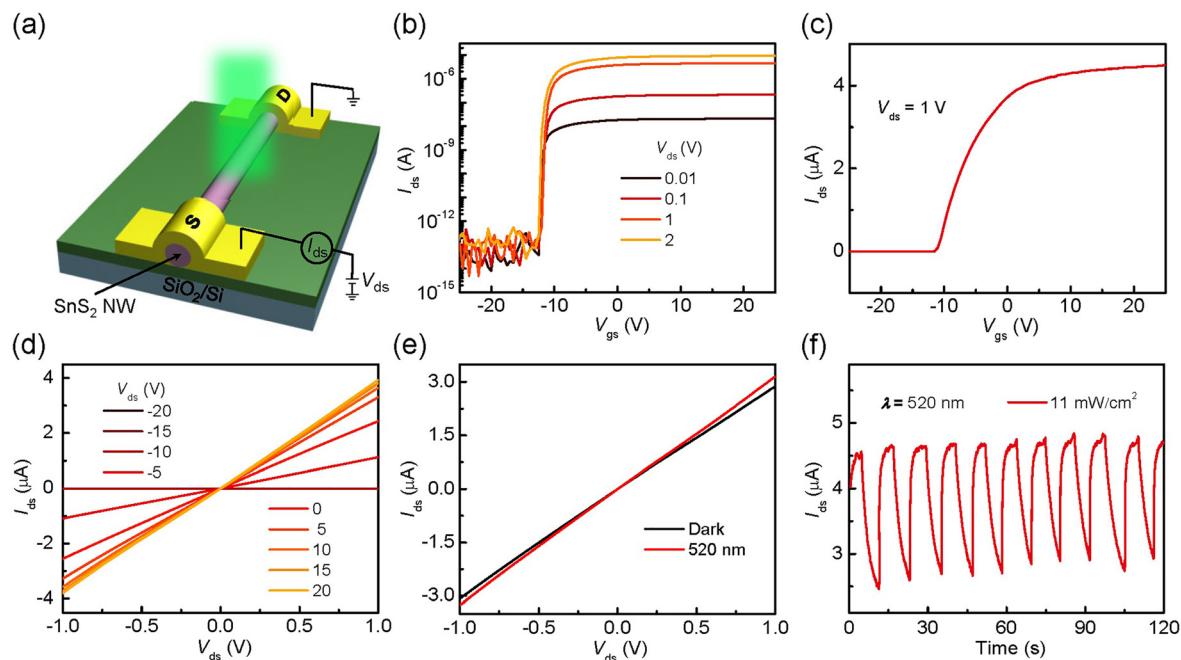 (a)
D
S
I_ds
V_ds
SiO₂/Si
SnS₂ NW
(b)
10⁻⁶
10⁻⁹
10⁻¹²
10⁻¹⁵
I_ds (A)
V_ds (V)
0.01
0.1
1
2
-20 -10 0 10 20
V_gs (V)
(c)
V_ds = 1 V
4
2
0
I_ds (μA)
-20 -10 0 10 20
V_gs (V)
(d)
4
2
0
-2
-4
I_ds (μA)
V_ds (V)
-20
-15
-10
-5
0
5
10
15
20
-1.0 -0.5 0.0 0.5 1.0
V_ds (V)
(e)
3.0
1.5
0.0
-1.5
-3.0
I_ds (μA)
Dark
520 nm
-1.0 -0.5 0.0 0.5 1.0
V_ds (V)
(f)
λ = 520 nm 11 mW/cm²
5
4
3
2
I_ds (μA)
0 30 60 90 120
Time (s)